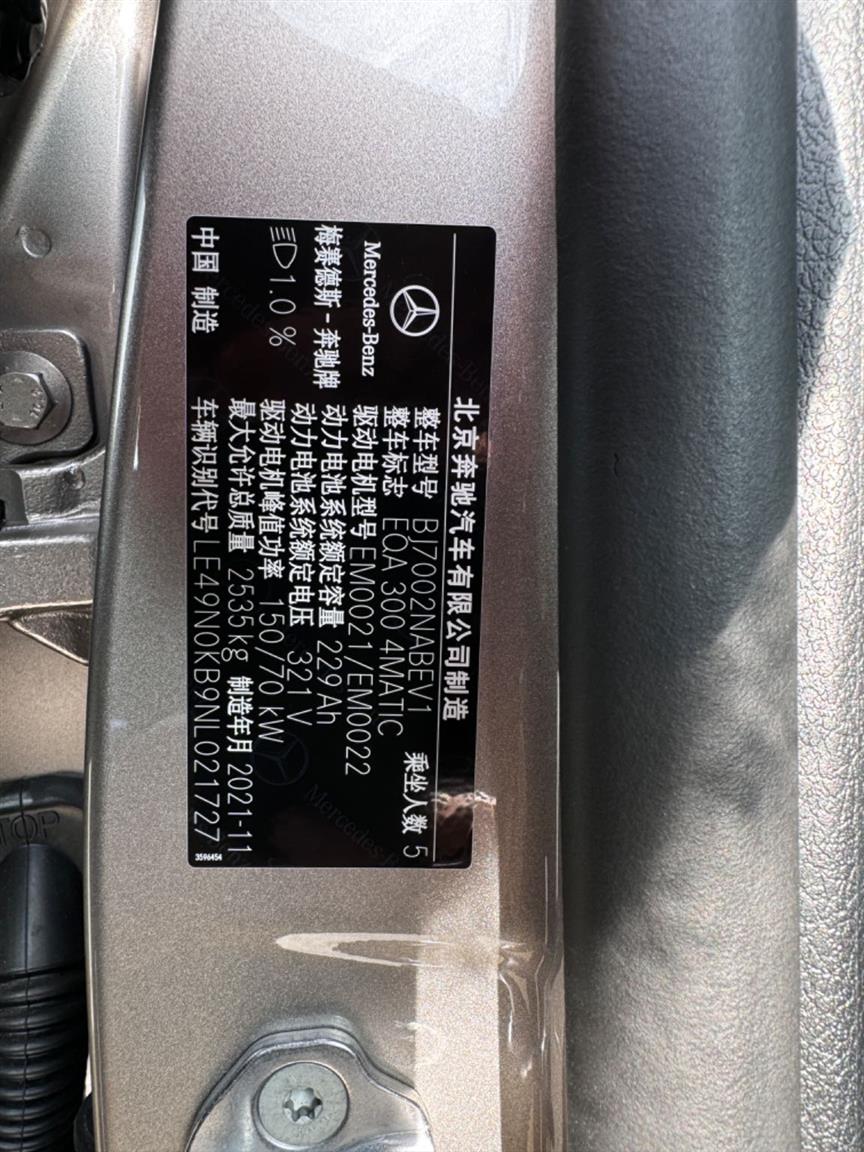 北京奔驰汽车有限公司制造
Mercedes-Benz
梅赛德斯-奔驰牌
1.0 %
中国 制造
整车型号 BJ7002NABEV1 乘坐人数 5
整车标志 EQA 300 4MATIC
驱动电机型号 EM0021/EM0022
动力电池系统额定容量 229Ah
动力电池系统额定电压 321 V
驱动电机峰值功率 150/70 kW
最大允许总质量 2535kg 制造年月 2021-11
车辆识别代号 LE49N0KB9NL021727
3596454
TOP